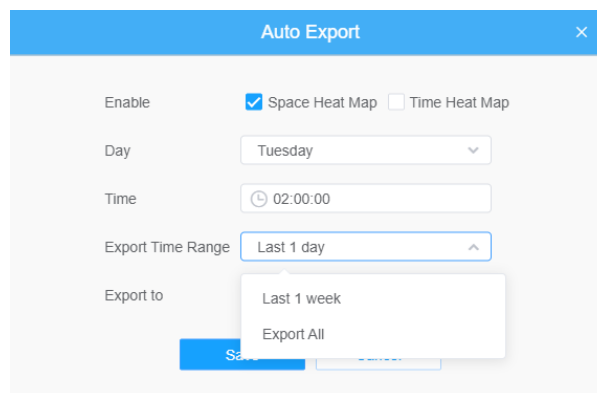 Auto Export
Enable Space Heat Map Time Heat Map
Day Tuesday
Time 02:00:00
Export Time Range Last 1 day
Export to
Last 1 week
Export All